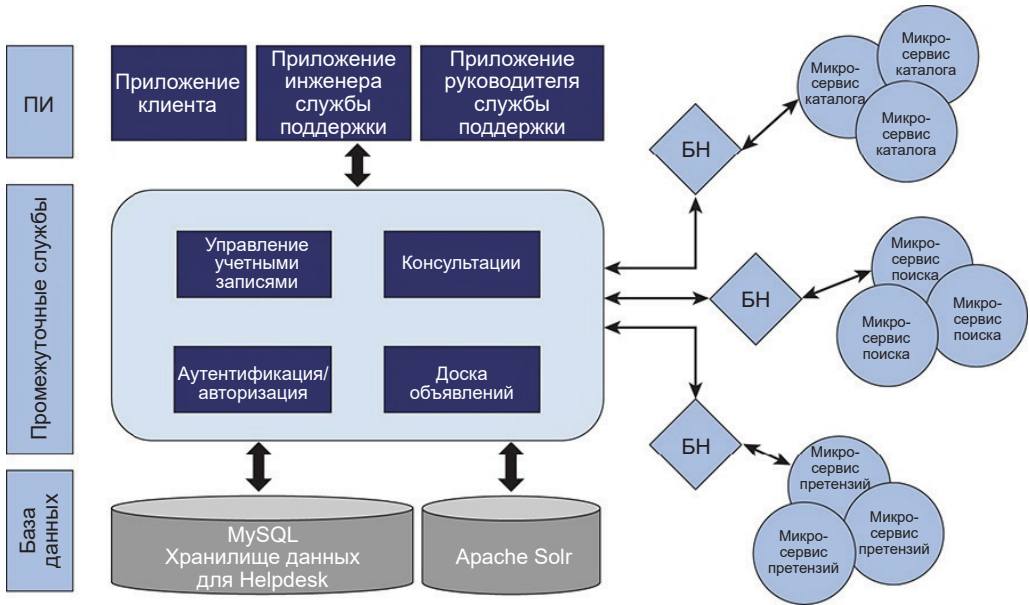 ПИ
Приложение
клиента
Приложение
инженера
службы
поддержки
Приложение
руководителя
службы
поддержки
Промежуточные службы
Управление
учетными
записями
Консультации
Аутентификация/
авторизация
Доска
объявлений
База
данных
MySQL
Хранилище данных
для Helpdesk
Apache Solr
БН
Микро-
сервис
каталога
Микро-
сервис
каталога
Микро-
сервис
каталога
БН
Микро-
сервис
поиска
Микро-
сервис
поиска
Микро-
сервис
поиска
БН
Микро-
сервис
претензий
Микро-
сервис
претензий
Микро-
сервис
претензий